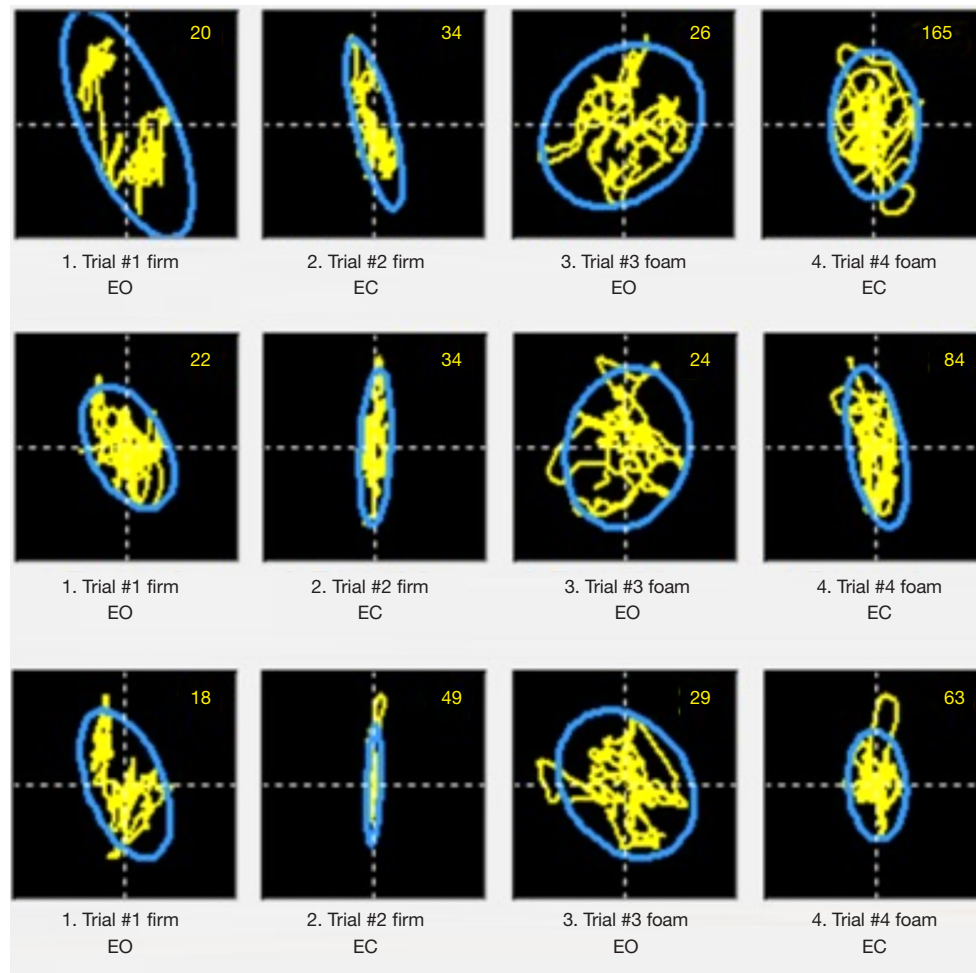 20 34 26 165
1. Trial #1 firm 2. Trial #2 firm 3. Trial #3 foam 4. Trial #4 foam
EO EC EO EC
22 34 24 84
1. Trial #1 firm 2. Trial #2 firm 3. Trial #3 foam 4. Trial #4 foam
EO EC EO EC
18 49 29 63
1. Trial #1 firm 2. Trial #2 firm 3. Trial #3 foam 4. Trial #4 foam
EO EC EO EC